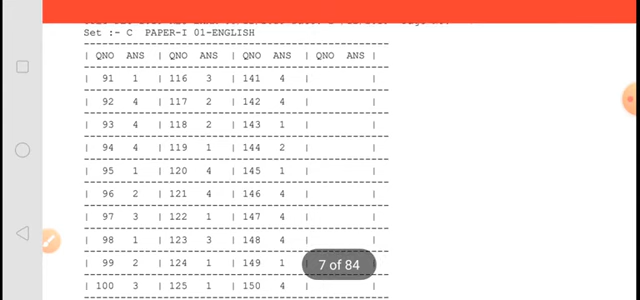 Set :- C PAPER-I 01-ENGLISH
| QNO ANS | QNO ANS | QNO ANS | QNO ANS |
| 91 1 | 116 3 | 141 4 | |
| 92 4 | 117 2 | 142 4 | |
| 93 4 | 118 2 | 143 1 | |
| 94 4 | 119 1 | 144 2 | |
| 95 1 | 120 4 | 145 1 | |
| 96 2 | 121 4 | 146 4 | |
| 97 3 | 122 1 | 147 4 | |
| 98 1 | 123 3 | 148 4 | |
| 99 2 | 124 1 | 149 1 |
7 of 84
| 100 3 | 125 1 | 150 4 | |